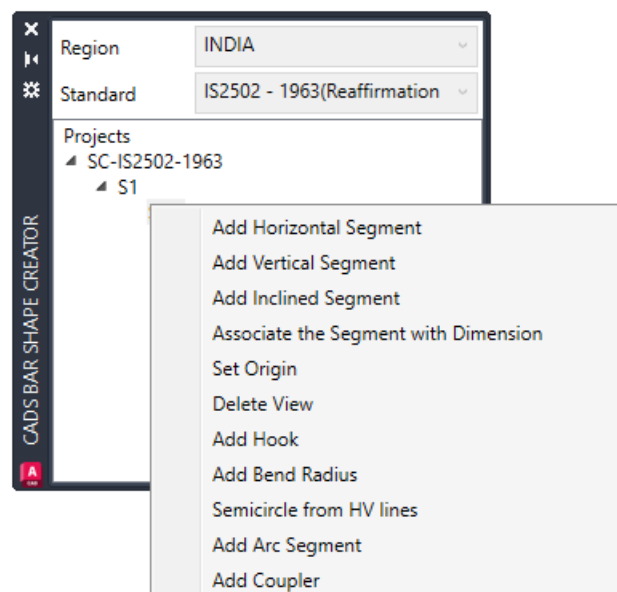 Region
INDIA
Standard
IS2502 - 1963(Reaffirmation
Projects
SC-IS2502-1963
S1
Add Horizontal Segment
Add Vertical Segment
Add Inclined Segment
Associate the Segment with Dimension
Set Origin
Delete View
Add Hook
Add Bend Radius
Semicircle from HV lines
Add Arc Segment
Add Coupler
CADS BAR SHAPE CREATOR
A
CAD